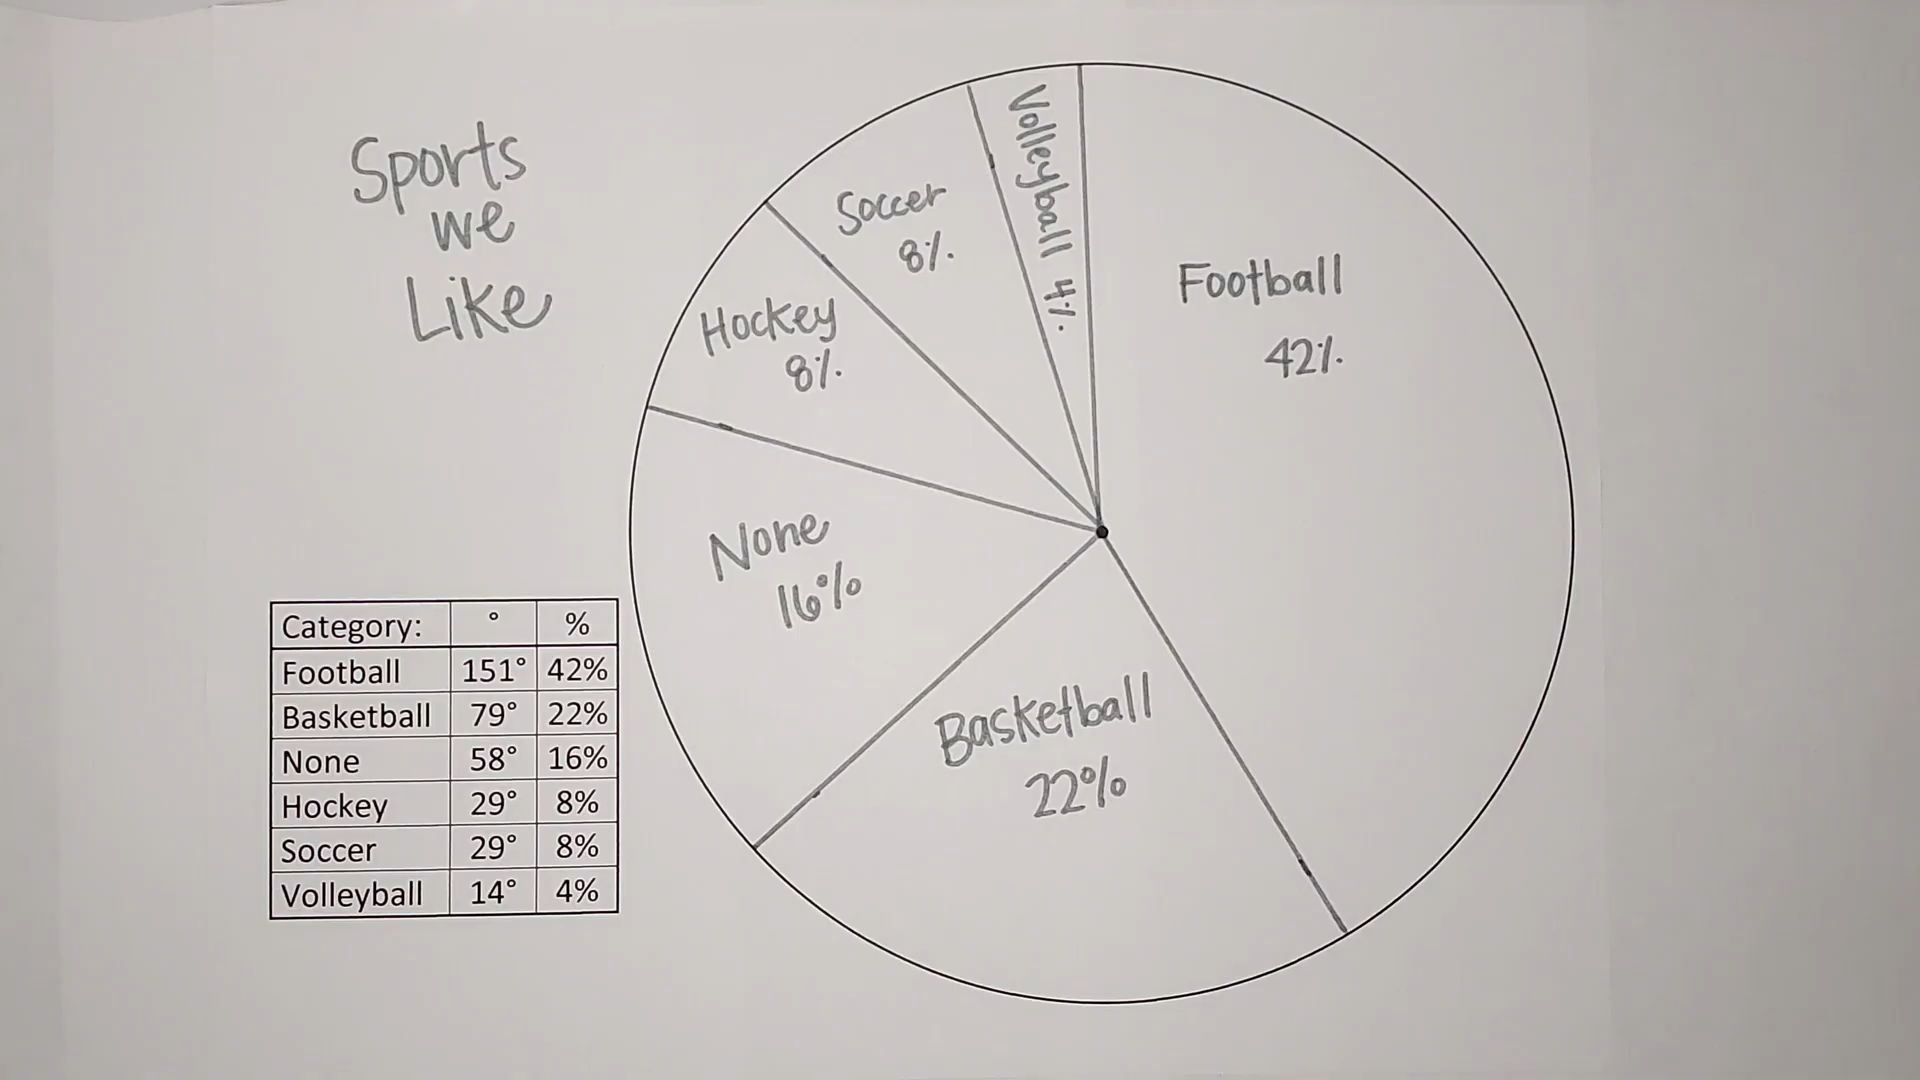 Sports
we
Like
Volleyball 4%
Soccer
8%
Football
42%
Hockey
8%
None
16%
Basketball
22%
Category: ° %
Football 151° 42%
Basketball 79° 22%
None 58° 16%
Hockey 29° 8%
Soccer 29° 8%
Volleyball 14° 4%